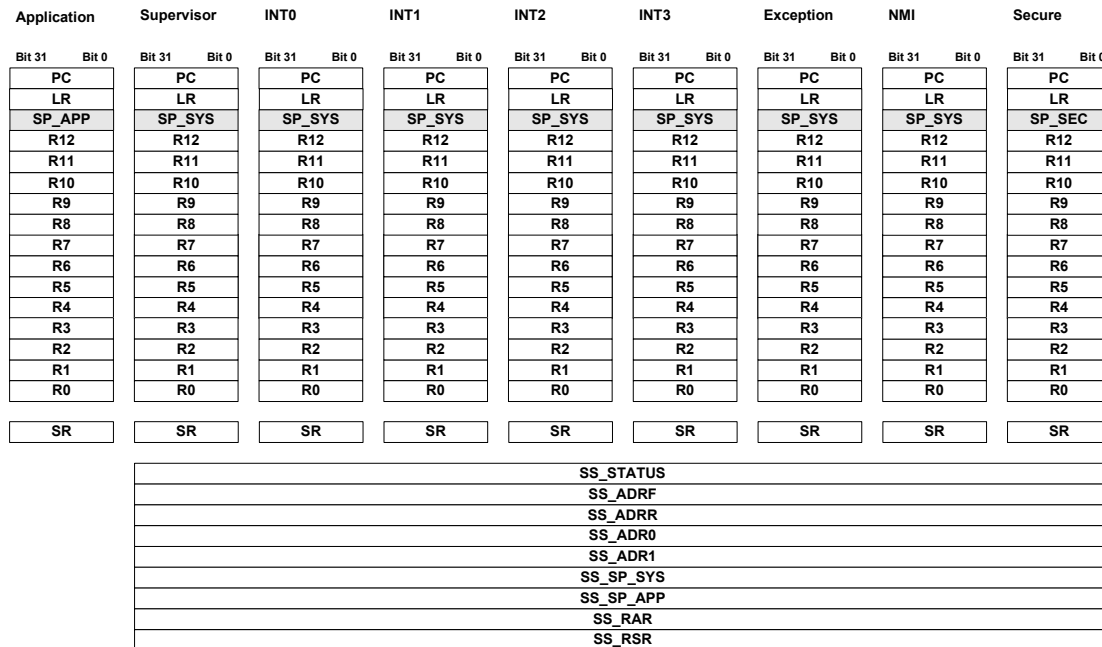 Application Supervisor INT0 INT1 INT2 INT3 Exception NMI Secure
Bit 31 Bit 0 Bit 31 Bit 0 Bit 31 Bit 0 Bit 31 Bit 0 Bit 31 Bit 0 Bit 31 Bit 0 Bit 31 Bit 0 Bit 31 Bit 0 Bit 31 Bit 0
PC PC PC PC PC PC PC PC PC
LR LR LR LR LR LR LR LR LR
SP_APP SP_SYS SP_SYS SP_SYS SP_SYS SP_SYS SP_SYS SP_SYS SP_SEC
R12 R12 R12 R12 R12 R12 R12 R12 R12
R11 R11 R11 R11 R11 R11 R11 R11 R11
R10 R10 R10 R10 R10 R10 R10 R10 R10
R9 R9 R9 R9 R9 R9 R9 R9 R9
R8 R8 R8 R8 R8 R8 R8 R8 R8
R7 R7 R7 R7 R7 R7 R7 R7 R7
R6 R6 R6 R6 R6 R6 R6 R6 R6
R5 R5 R5 R5 R5 R5 R5 R5 R5
R4 R4 R4 R4 R4 R4 R4 R4 R4
R3 R3 R3 R3 R3 R3 R3 R3 R3
R2 R2 R2 R2 R2 R2 R2 R2 R2
R1 R1 R1 R1 R1 R1 R1 R1 R1
R0 R0 R0 R0 R0 R0 R0 R0 R0
SR SR SR SR SR SR SR SR SR
SS_STATUS
SS_ADRF
SS_ADRR
SS_ADR0
SS_ADR1
SS_SP_SYS
SS_SP_APP
SS_RAR
SS_RSR